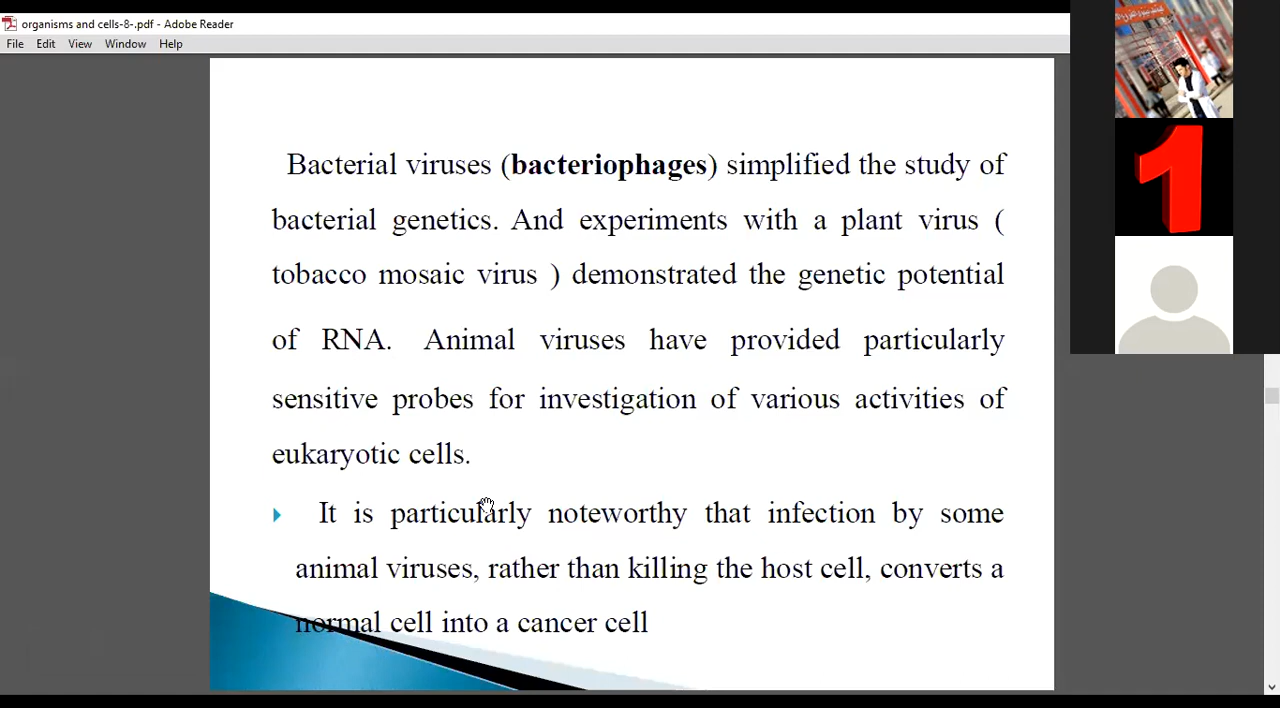 organisms and cells-8-.pdf - Adobe Reader
File Edit View Window Help
Bacterial viruses (bacteriophages) simplified the study of
bacterial genetics. And experiments with a plant virus (
tobacco mosaic virus ) demonstrated the genetic potential
of RNA. Animal viruses have provided particularly
sensitive probes for investigation of various activities of
eukaryotic cells.
It is particularly noteworthy that infection by some
animal viruses, rather than killing the host cell, converts a
normal cell into a cancer cell
1